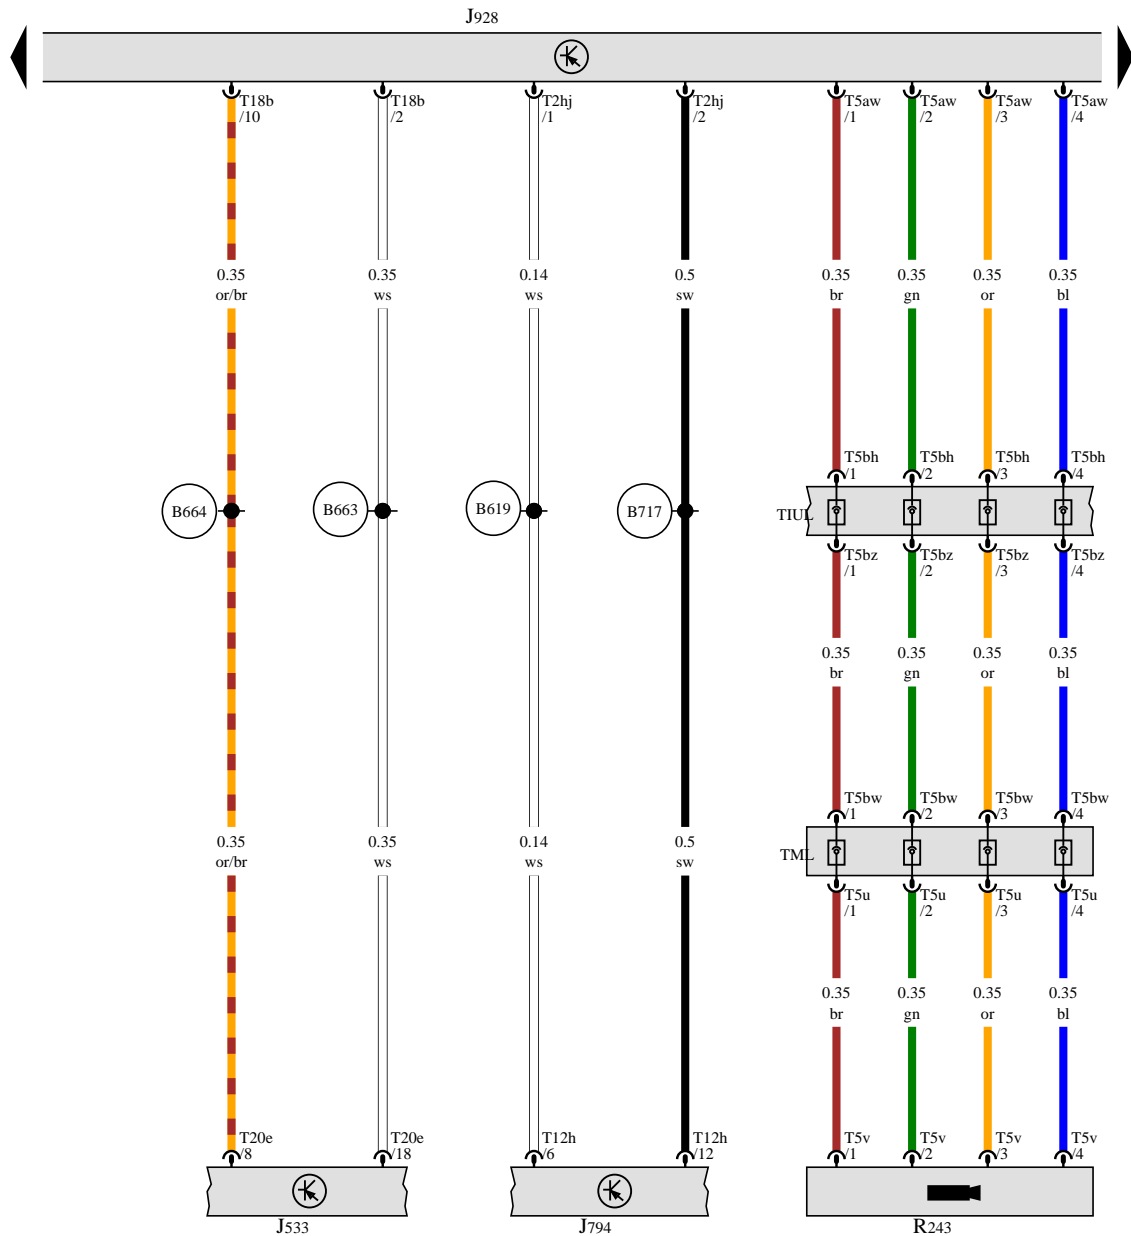 J928
T18b T18b T2hj T2hj T5aw T5aw T5aw T5aw
/10 /2 /1 /2 /1 /2 /3 /4
0.35 0.35 0.14 0.5 0.35 0.35 0.35 0.35
or/br ws ws sw br gn or bl
T5bh T5bh T5bh T5bh
/1 /2 /3 /4
B664 B663 B619 B717 TIUL
T5bz T5bz T5bz T5bz
/1 /2 /3 /4
0.35 0.35 0.35 0.35
br gn or bl
T5bw T5bw T5bw T5bw
/1 /2 /3 /4
0.35 0.35 0.14 0.5
or/br ws ws sw TML
T5u T5u T5u T5u
/1 /2 /3 /4
0.35 0.35 0.35 0.35
br gn or bl
T20e T20e T12h T12h T5v T5v T5v T5v
/8 /18 /6 /12 /1 /2 /3 /4
J533 J794 R243